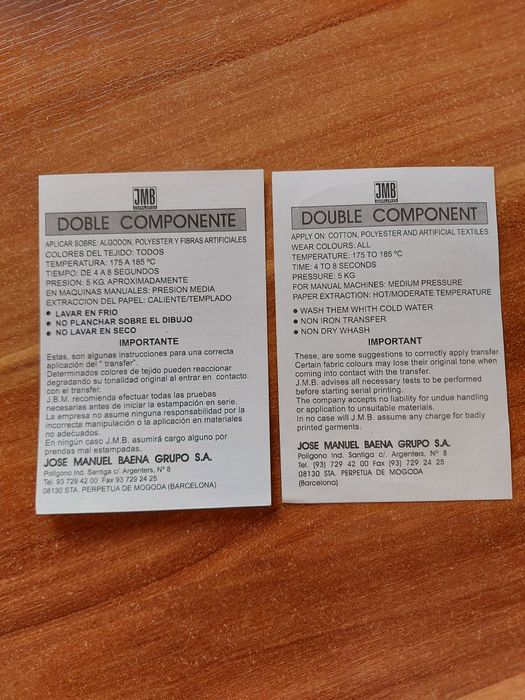 JMB
DOBLE COMPONENTE
APLICAR SOBRE: ALGODON, POLYESTER Y FIBRAS ARTIFICIALES
COLORES DEL TEJIDO: TODOS
TEMPERATURA: 175 A 185 ºC
TIEMPO: DE 4 A 8 SEGUNDOS
PRESION: 5 KG. APROXIMADAMENTE
EN MAQUINAS MANUALES: PRESION MEDIA
EXTRACCION DEL PAPEL: CALIENTE/TEMPLADO
● LAVAR EN FRIO
● NO PLANCHAR SOBRE EL DIBUJO
● NO LAVAR EN SECO
IMPORTANTE
Estas, son algunas instrucciones para una correcta
aplicación del " transfer".
Determinados colores de tejido pueden reaccionar
degradando su tonalidad original al entrar en contacto
con el transfer.
J.B.M. recomienda efectuar todas las pruebas
necesarias antes de iniciar la estampación en serie.
La empresa no asume ninguna responsabilidad por la
incorrecta manipulación o la aplicación en materiales
no adecuados.
En ningún caso J.M.B. asumirá cargo alguno por
prendas mal estampadas.
JOSE MANUEL BAENA GRUPO S.A.
Polígono Ind. Santiga c/. Argenters, Nº 8
Tel. 93 729 42 00 Fax 93 729 24 25
08130 STA. PERPETUA DE MOGODA (BARCELONA)
JMB
DOUBLE COMPONENT
APPLY ON: COTTON, POLYESTER AND ARTIFICIAL TEXTILES
WEAR COLOURS: ALL
TEMPERATURE: 175 TO 185 ºC
TIME: 4 TO 8 SECONDS
PRESSURE: 5 KG
FOR MANUAL MACHINES: MEDIUM PRESSURE
PAPER EXTRACTION: HOT/MODERATE TEMPERATURE
● WASH THEM WHITH COLD WATER
● NON IRON TRANSFER
● NON DRY WHASH
IMPORTANT
These, are some suggestions to correctly apply transfer.
Certain fabric colours may lose their original tone when
coming into contact with the transfer.
J.M.B. advises all necessary tests to be performed
before starting serial printing.
The company accepts no liability for undue handling
or application to unsuitable materials.
In no case will J.M.B. assume any charge for badly
printed garments.
JOSE MANUEL BAENA GRUPO S.A.
Polígono Ind. Santiga c/. Argenters, Nº 8
Tel. (93) 729 42 00 Fax (93) 729 24 25
08130 STA. PERPETUA DE MOGODA
(Barcelona)